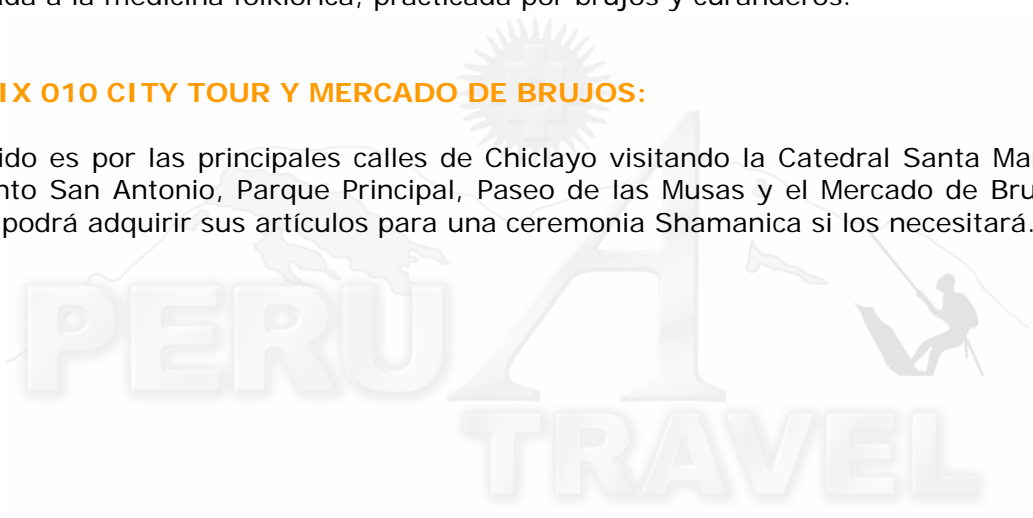 ada a la medicina folklórica, practicada por brujos y curanderos.
IX 010 CITY TOUR Y MERCADO DE BRUJOS:
ido es por las principales calles de Chiclayo visitando la Catedral Santa Ma
nto San Antonio, Parque Principal, Paseo de las Musas y el Mercado de Bru
podrá adquirir sus artículos para una ceremonia Shamanica si los necesitará.
PERU A
TRAVEL